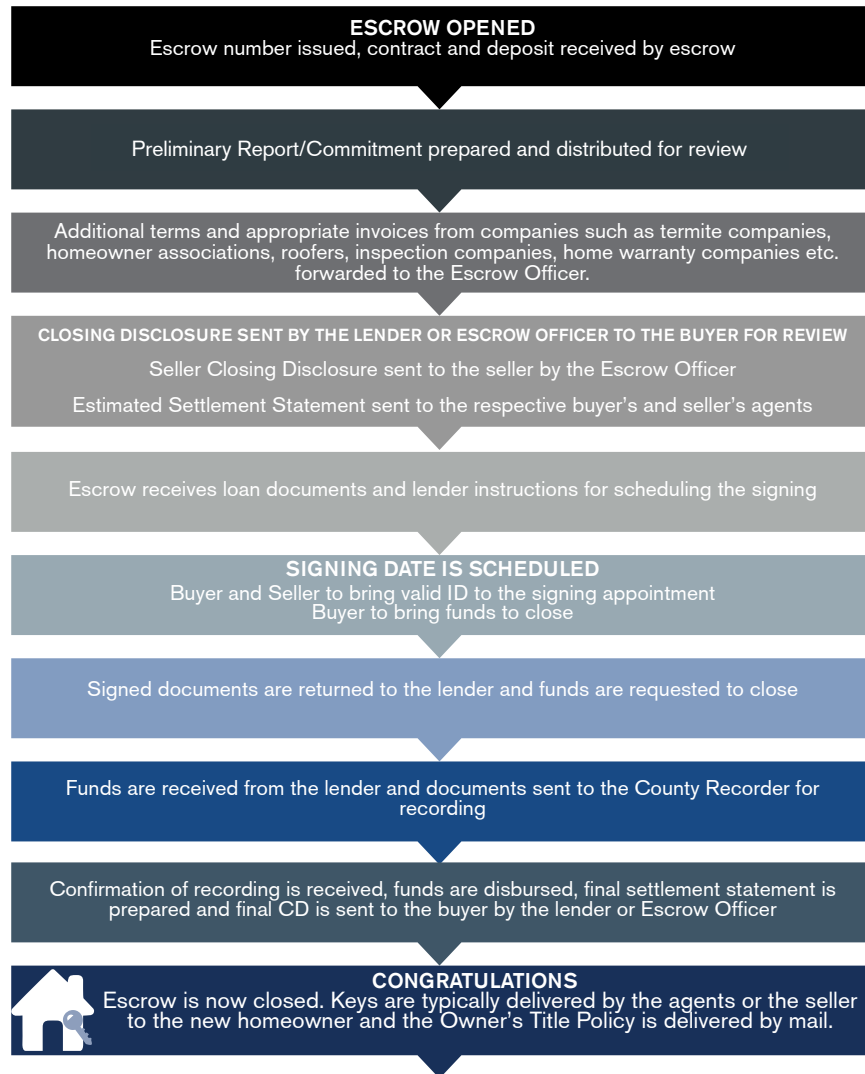 ESCROW OPENED
Escrow number issued, contract and deposit received by escrow
Preliminary Report/Commitment prepared and distributed for review
Additional terms and appropriate invoices from companies such as termite companies,
homeowner associations, roofers, inspection companies, home warranty companies etc.
forwarded to the Escrow Officer.
CLOSING DISCLOSURE SENT BY THE LENDER OR ESCROW OFFICER TO THE BUYER FOR REVIEW
Seller Closing Disclosure sent to the seller by the Escrow Officer
Estimated Settlement Statement sent to the respective buyer’s and seller’s agents
Escrow receives loan documents and lender instructions for scheduling the signing
SIGNING DATE IS SCHEDULED
Buyer and Seller to bring valid ID to the signing appointment
Buyer to bring funds to close
Signed documents are returned to the lender and funds are requested to close
Funds are received from the lender and documents sent to the County Recorder for
recording
Confirmation of recording is received, funds are disbursed, final settlement statement is
prepared and final CD is sent to the buyer by the lender or Escrow Officer
CONGRATULATIONS
Escrow is now closed. Keys are typically delivered by the agents or the seller
to the new homeowner and the Owner’s Title Policy is delivered by mail.